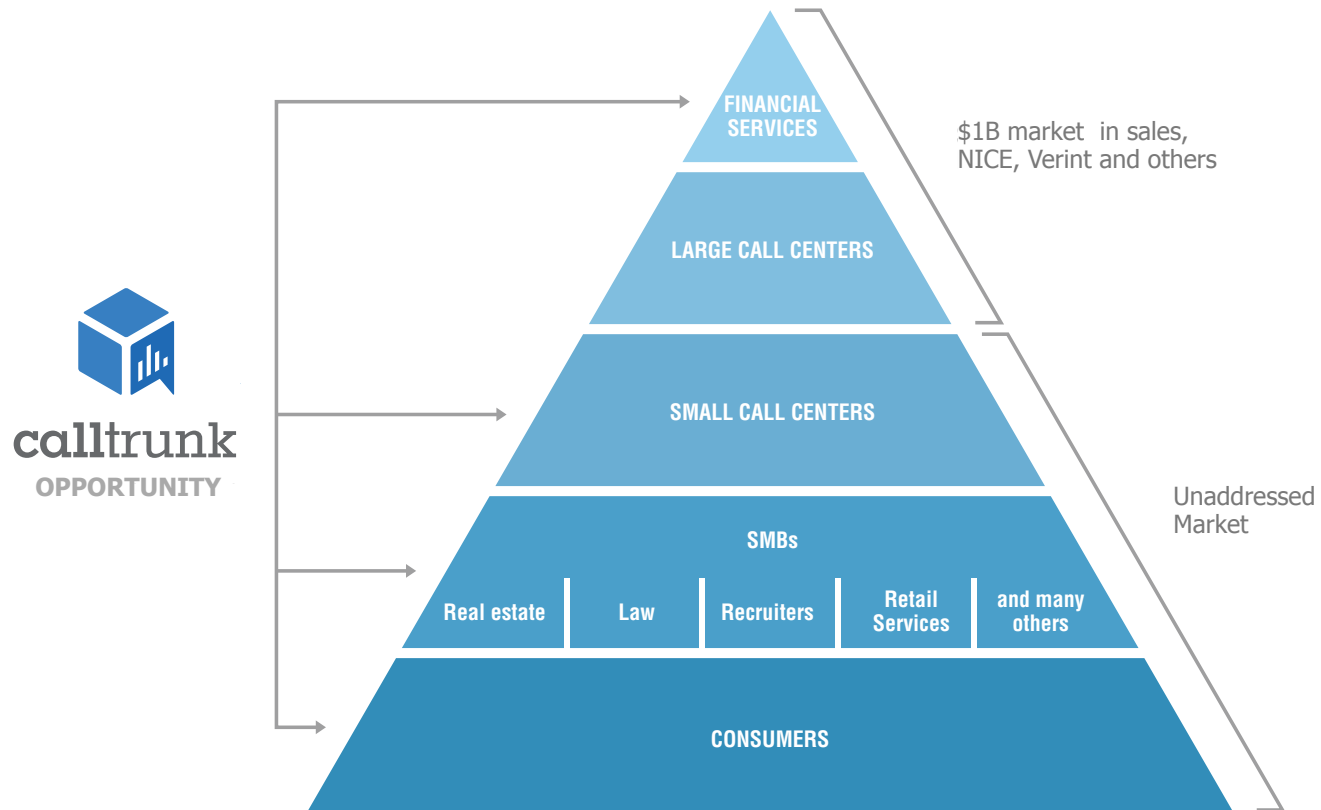 FINANCIAL
SERVICES
$1B market in sales,
NICE, Verint and others
LARGE CALL CENTERS
calltrunk
OPPORTUNITY
SMALL CALL CENTERS
Unaddressed
Market
SMBs
Real estate
Law
Recruiters
Retail
Services
and many
others
CONSUMERS